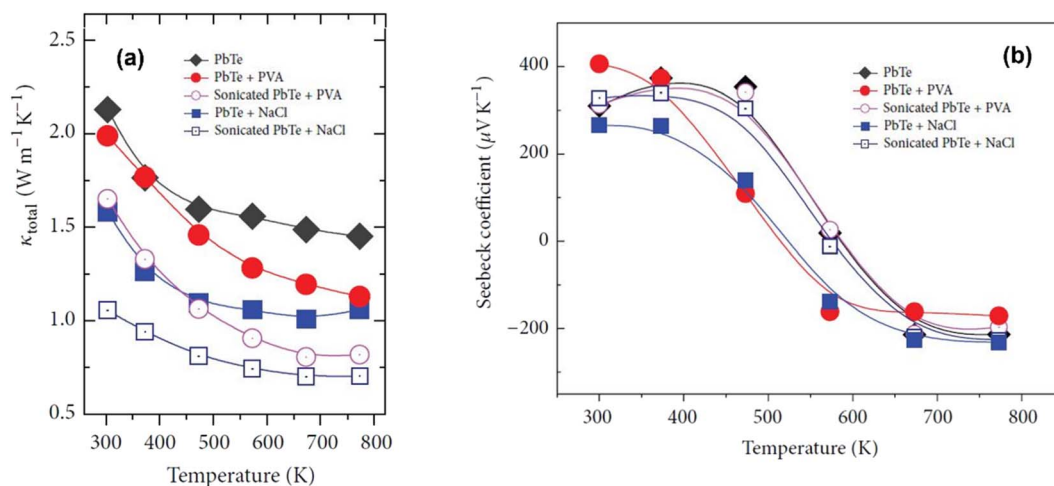 (a)
PbTe
PbTe + PVA
Sonicated PbTe + PVA
PbTe + NaCl
Sonicated PbTe + NaCl
κtotal (W m−1K−1)
2.5
2.0
1.5
1.0
0.5
300 400 500 600 700 800
Temperature (K)
(b)
PbTe
PbTe + PVA
Sonicated PbTe + PVA
PbTe + NaCl
Sonicated PbTe + NaCl
Seebeck coefficient (μV K−1)
400
200
0
−200
300 400 500 600 700 800
Temperature (K)